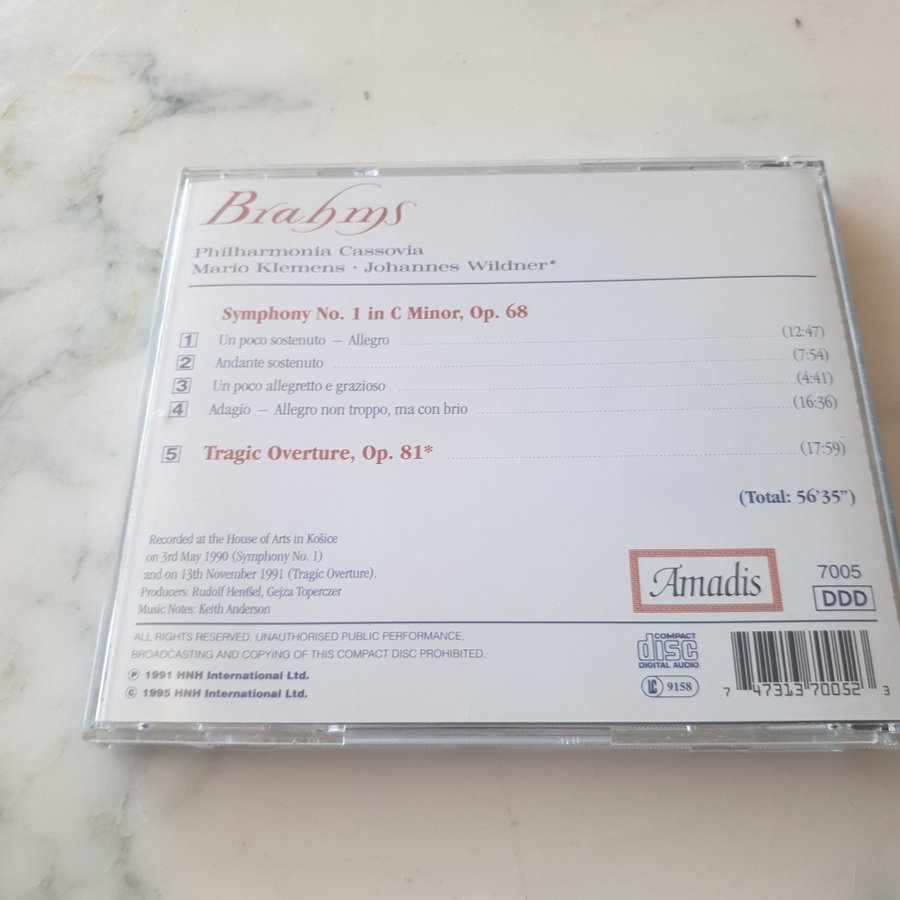 Brahms
Philharmonia Cassovia
Mario Klemens · Johannes Wildner*
Symphony No. 1 in C Minor, Op. 68
1 Un poco sostenuto – Allegro (12:47)
2 Andante sostenuto (7:54)
3 Un poco allegretto e grazioso (4:41)
4 Adagio – Allegro non troppo, ma con brio (16:36)
5 Tragic Overture, Op. 81* (17:59)
(Total: 56'35")
Recorded at the House of Arts in Košice
on 3rd May 1990 (Symphony No. 1)
and on 13th November 1991 (Tragic Overture).
Producers: Rudolf Hentšel, Gejza Toperczer
Music Notes: Keith Anderson
Amadis
7005
DDD
ALL RIGHTS RESERVED. UNAUTHORISED PUBLIC PERFORMANCE,
BROADCASTING AND COPYING OF THIS COMPACT DISC PROHIBITED.
℗ 1991 HNH International Ltd.
© 1995 HNH International Ltd.
COMPACT
disc
DIGITAL AUDIO
LC 9158
7 47313 70052 3